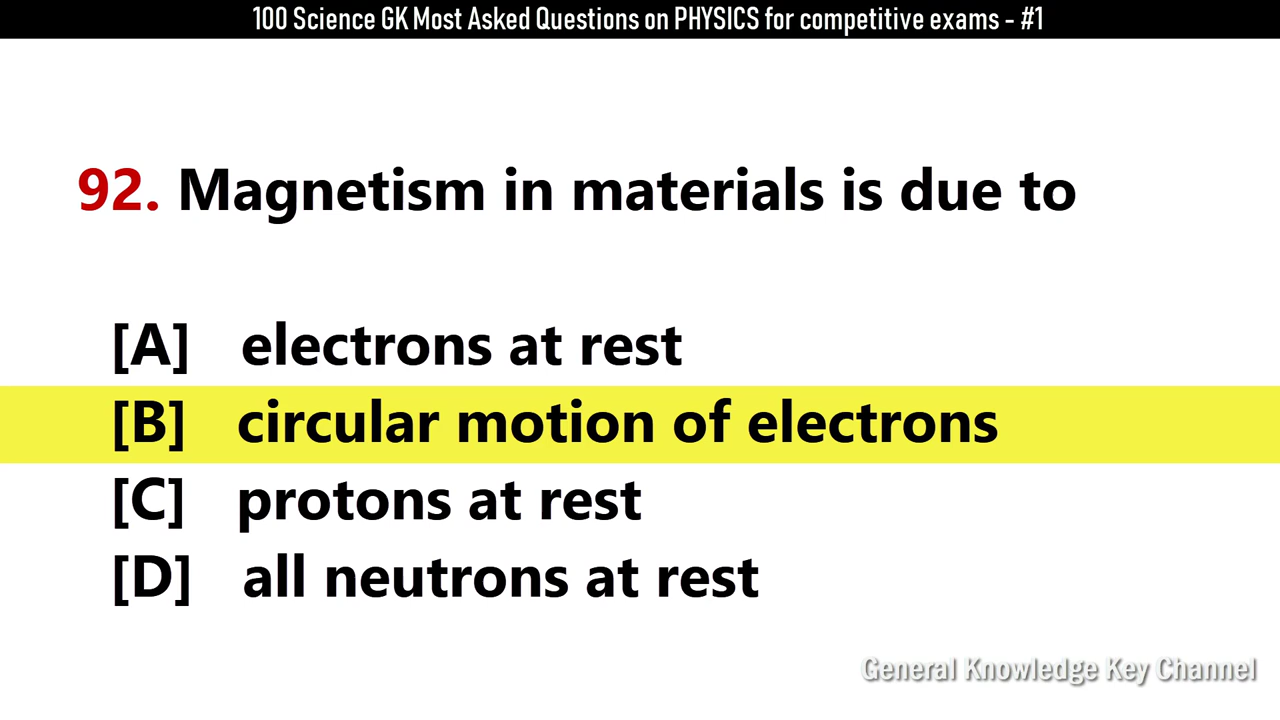 100 Science GK Most Asked Questions on PHYSICS for competitive exams - #1
92. Magnetism in materials is due to
[A] electrons at rest
[B] circular motion of electrons
[C] protons at rest
[D] all neutrons at rest
General Knowledge Key Channel